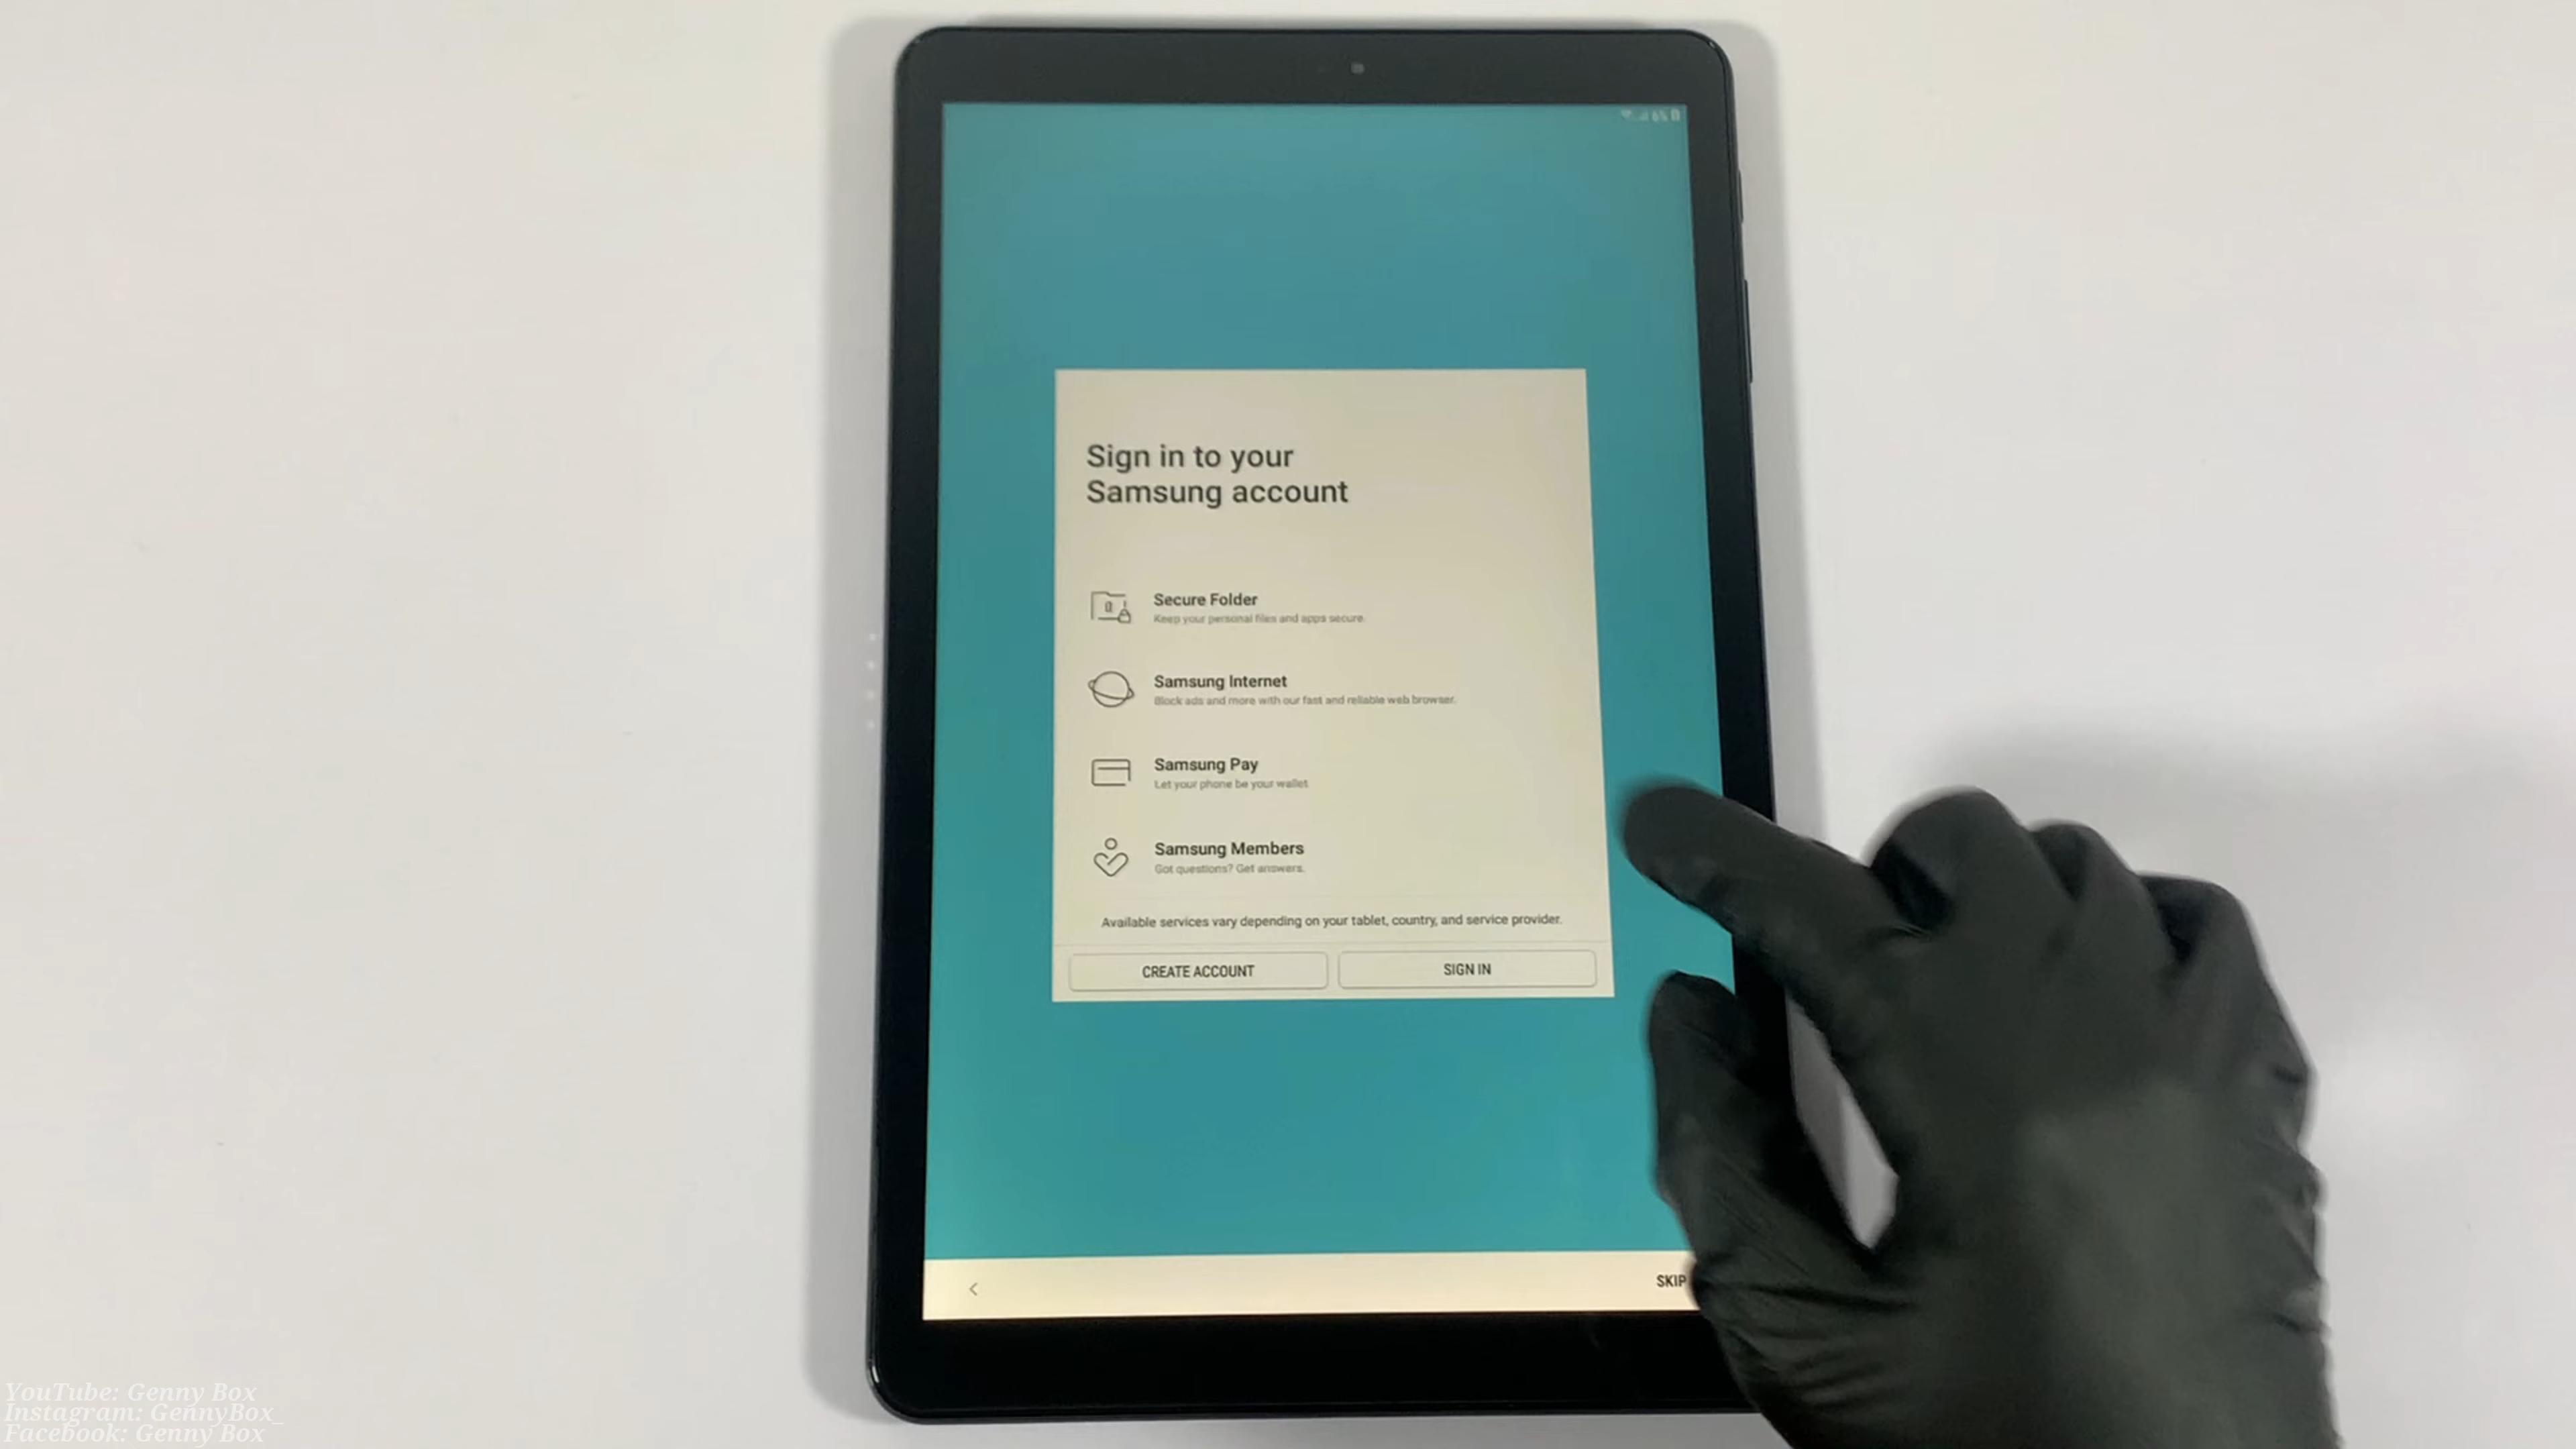 6%
Sign in to your
Samsung account
Secure Folder
Keep your personal files and apps secure.
Samsung Internet
Block ads and more with our fast and reliable web browser.
Samsung Pay
Let your phone be your wallet
Samsung Members
Got questions? Get answers.
Available services vary depending on your tablet, country, and service provider.
CREATE ACCOUNT
SIGN IN
SKIP
YouTube: Genny Box
Instagram: GennyBox_
Facebook: Genny Box